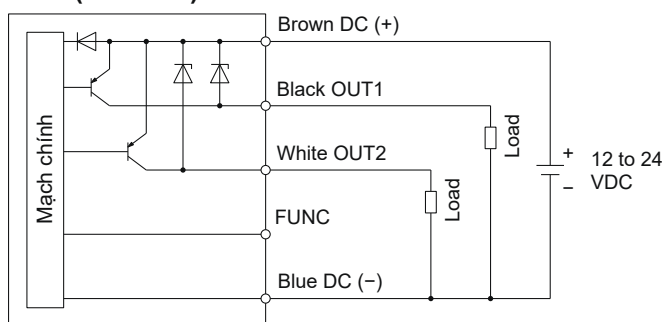 Brown DC (+)
Black OUT1
Mạch chính
White OUT2
Load
Load
+
−
12 to 24
VDC
FUNC
Blue DC (−)